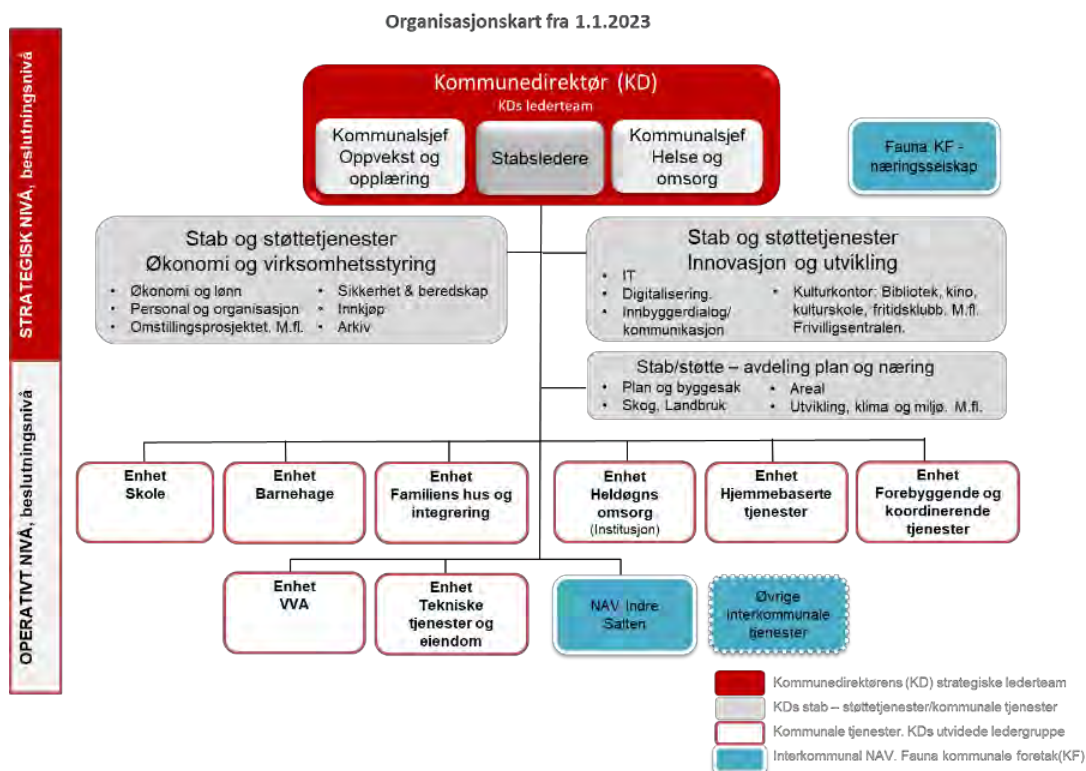 Organisasjonskart fra 1.1.2023
STRATEGISK NIVÅ, beslutningsnivå
Kommunedirektør (KD)
KDs lederteam
Kommunalsjef
Oppvekst og
opplæring
Stabsledere
Kommunalsjef
Helse og
omsorg
Fauna KF -
næringsselskap
Stab og støttetjenester
Økonomi og virksomhetsstyring
• Økonomi og lønn
• Personal og organisasjon
• Omstillingsprosjektet. M.fl.
• Sikkerhet & beredskap
• Innkjøp
• Arkiv
Stab og støttetjenester
Innovasjon og utvikling
• IT
• Digitalisering.
• Innbyggerdialog/
kommunikasjon
• Kulturkontor: Bibliotek, kino,
kulturskole, fritidsklubb. M.fl.
Frivilligsentralen.
Stab/støtte – avdeling plan og næring
• Plan og byggesak
• Skog, Landbruk
• Areal
• Utvikling, klima og miljø. M.fl.
OPERATIVT NIVÅ, beslutningsnivå
Enhet
Skole
Enhet
Barnehage
Enhet
Familiens hus og
integrering
Enhet
Heldøgns
omsorg
(Institusjon)
Enhet
Hjemmebaserte
tjenester
Enhet
Forebyggende og
koordinerende
tjenester
Enhet
VVA
Enhet
Tekniske
tjenester og
eiendom
NAV Indre
Salten
Øvrige
interkommunale
tjenester
Kommunedirektørens (KD) strategiske lederteam
KDs stab – støttetjenester/kommunale tjenester
Kommunale tjenester. KDs utvidede ledergruppe
Interkommunal NAV. Fauna kommunale foretak(KF)